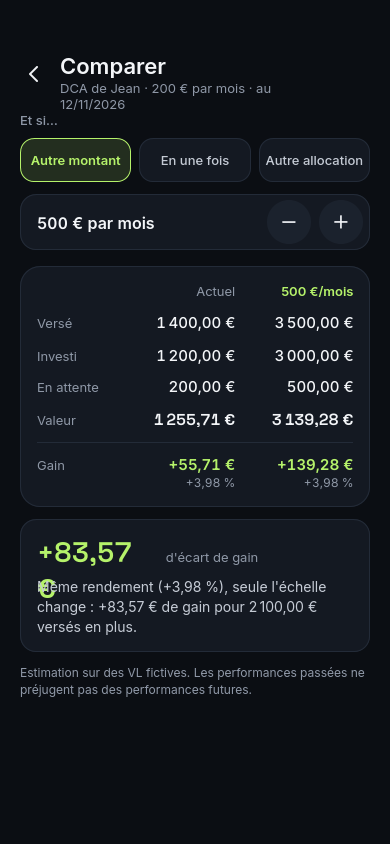 Comparer
DCA de Jean · 200 € par mois · au
12/11/2026
Et si…
Autre montant
En une fois
Autre allocation
500 € par mois
− +
Actuel 500 €/mois
Versé 1 400,00 € 3 500,00 €
Investi 1 200,00 € 3 000,00 €
En attente 200,00 € 500,00 €
Valeur 1 255,71 € 3 139,28 €
Gain +55,71 € +139,28 €
+3,98 % +3,98 %
+83,57 d'écart de gain
€
Même rendement (+3,98 %), seule l'échelle
change : +83,57 € de gain pour 2 100,00 €
versés en plus.
Estimation sur des VL fictives. Les performances passées ne
préjugent pas des performances futures.